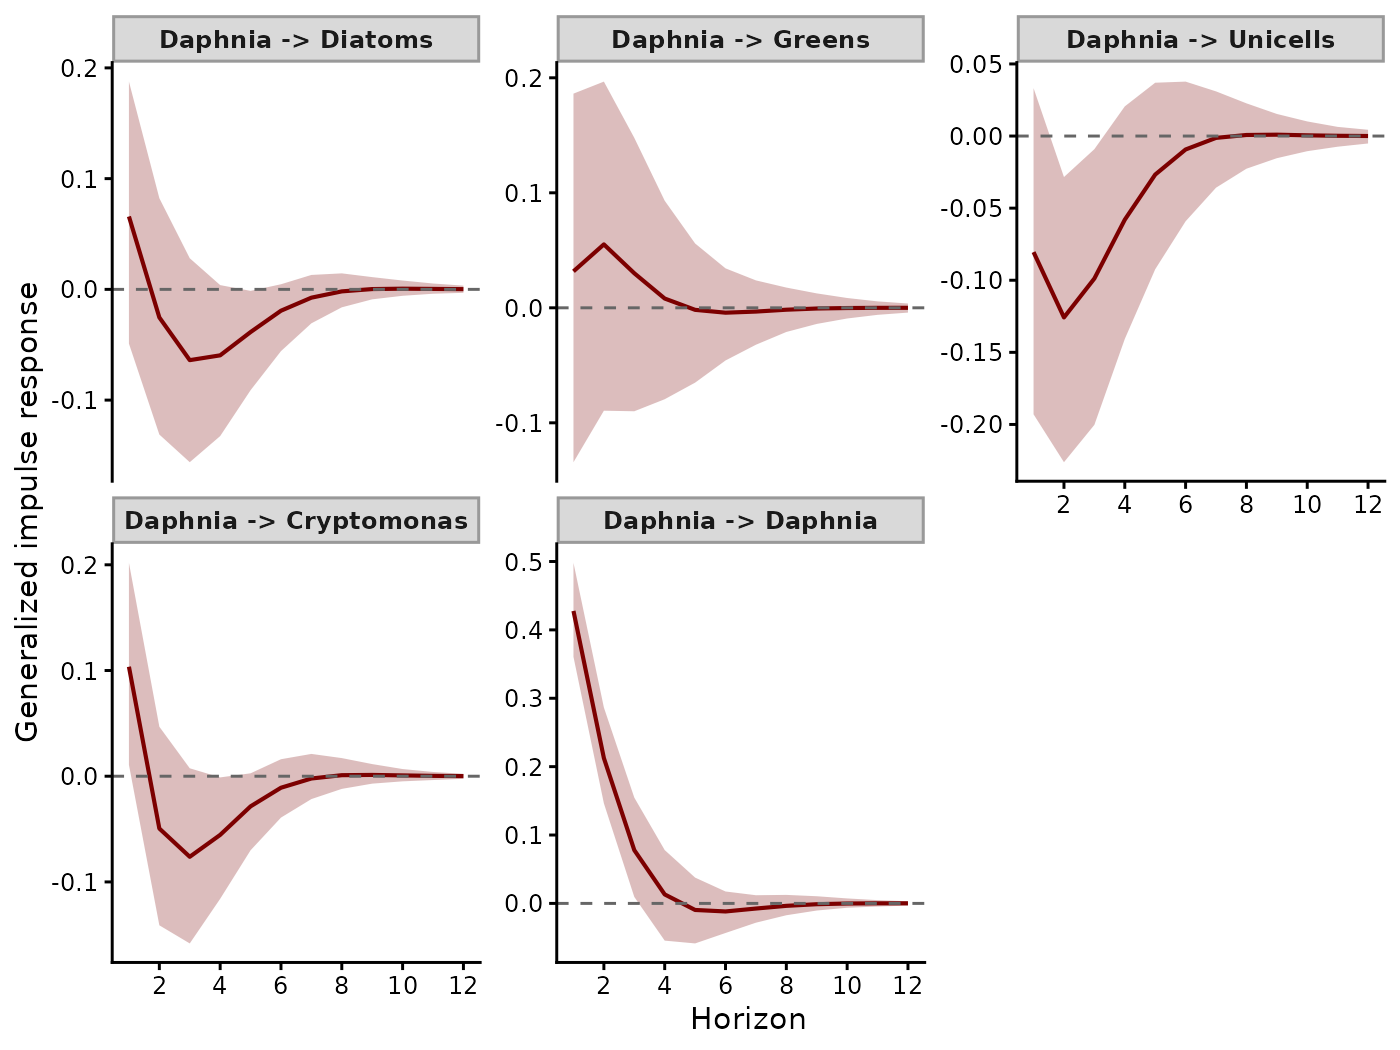 Daphnia -> Diatoms
Daphnia -> Greens
Daphnia -> Unicells
0.2
0.1
0.0
-0.1
0.2
0.1
0.0
-0.1
0.05
0.00
-0.05
-0.10
-0.15
-0.20
2 4 6 8 10 12
Generalized impulse response
Daphnia -> Cryptomonas
Daphnia -> Daphnia
0.2
0.1
0.0
-0.1
2 4 6 8 10 12
0.5
0.4
0.3
0.2
0.1
0.0
2 4 6 8 10 12
Horizon